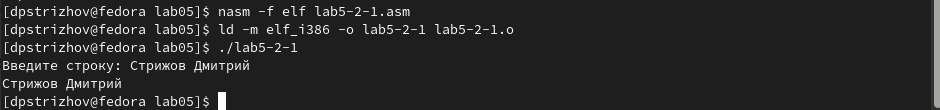 [dpstrizhov@fedora lab05]$ nasm -f elf lab5-2-1.asm
[dpstrizhov@fedora lab05]$ ld -m elf_i386 -o lab5-2-1 lab5-2-1.o
[dpstrizhov@fedora lab05]$ ./lab5-2-1
Введите строку: Стрижов Дмитрий
Стрижов Дмитрий
[dpstrizhov@fedora lab05]$